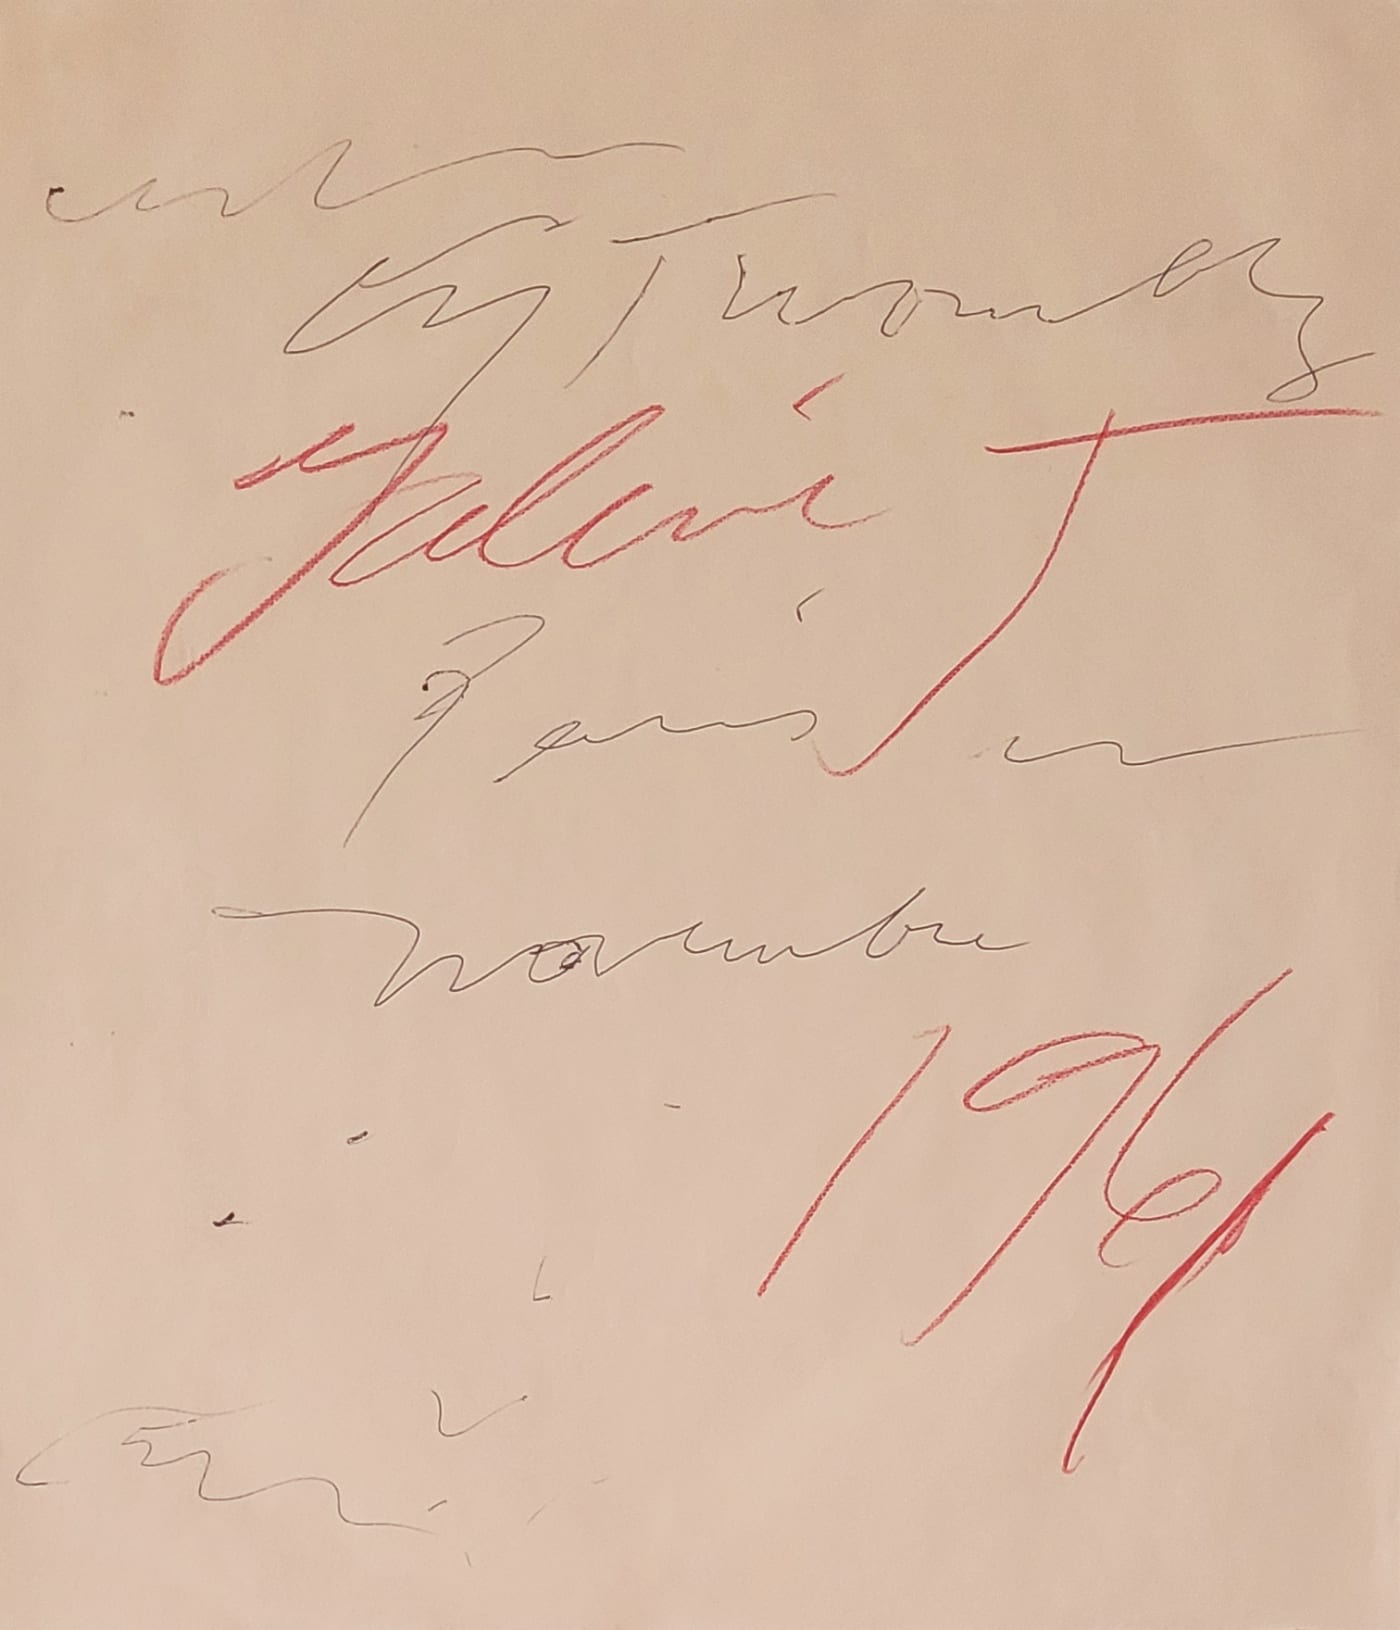 Cy Twombly
Galerie J
Paris
Novembre
1961